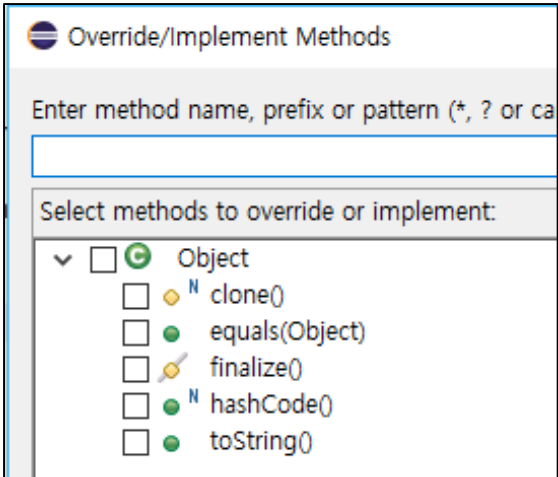 Override/Implement Methods
Enter method name, prefix or pattern (*, ? or ca
Select methods to override or implement:
C Object
N clone()
equals(Object)
finalize()
N hashCode()
toString()